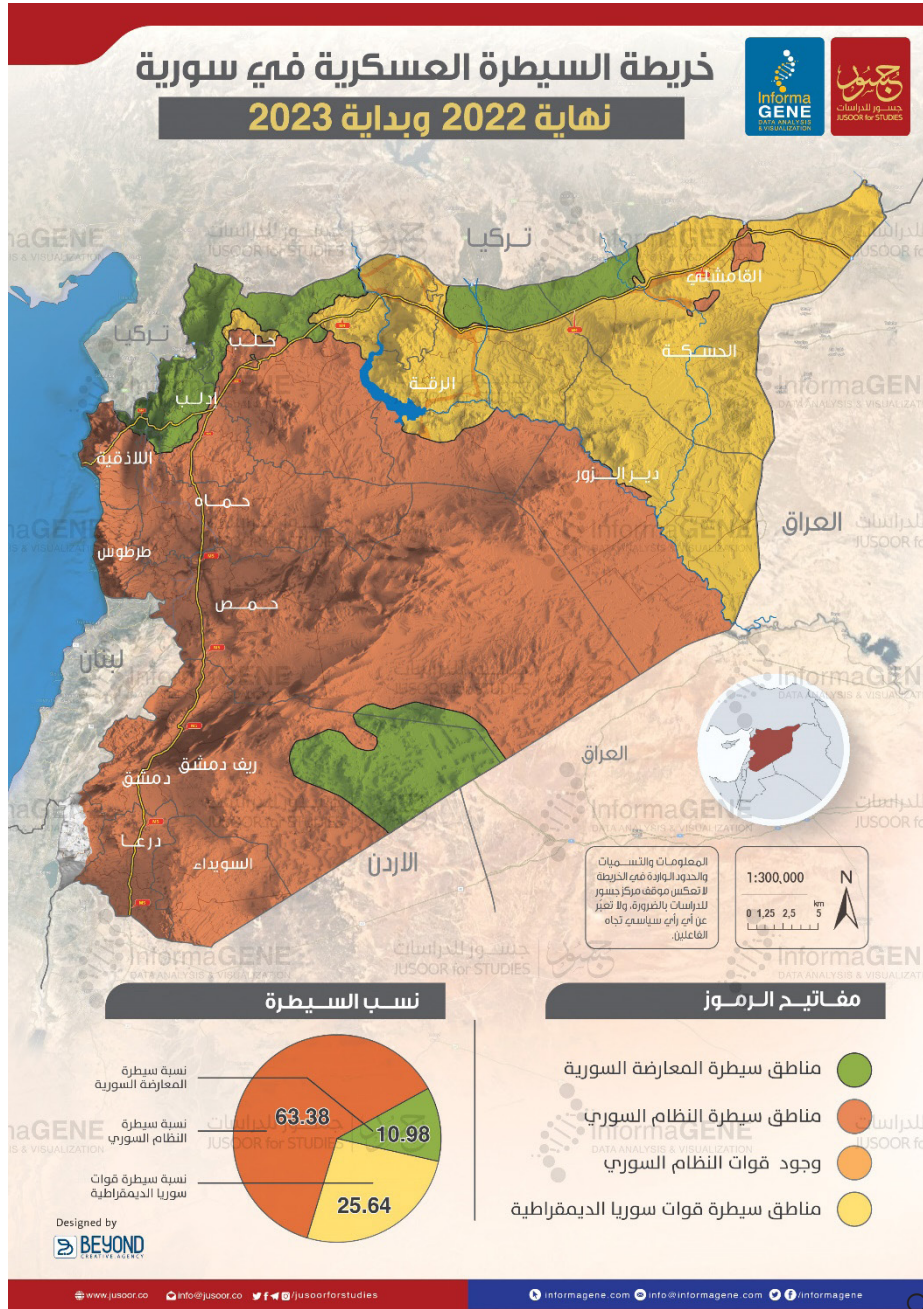 خريطة السيطرة العسكرية في سورية
نهاية 2022 وبداية 2023
Informa
GENE
DATA ANALYSIS
& VISUALIZATION
جسور
جسور للدراسات
JUSOOR for STUDIES
تركيا
القامشلي
تركيا
حلب
الحسكة
الرقة
إدلب
اللاذقية
دير الزور
حماه
العراق
طرطوس
حمص
لبنان
العراق
ريف دمشق
دمشق
درعا
السويداء
الاردن
المعلومات والتسميات
والحدود الواردة في الخريطة
لا تعكس موقف مركز جسور
للدراسات بالضرورة، ولا تعبّر
عن أي رأي سياسي تجاه
الفاعلين.
1:300,000
N
km
0 1,25 2,5 5
مفاتيح الرموز
مناطق سيطرة المعارضة السورية
مناطق سيطرة النظام السوري
وجود قوات النظام السوري
مناطق سيطرة قوات سوريا الديمقراطية
نسب السيطرة
نسبة سيطرة
المعارضة السورية
نسبة سيطرة
النظام السوري
نسبة سيطرة قوات
سوريا الديمقراطية
63.38
10.98
25.64
Designed by
BEYOND
CREATIVE AGENCY
www.jusoor.co
info@jusoor.co
/jusoorforstudies
informagene.com
info@informagene.com
/informagene